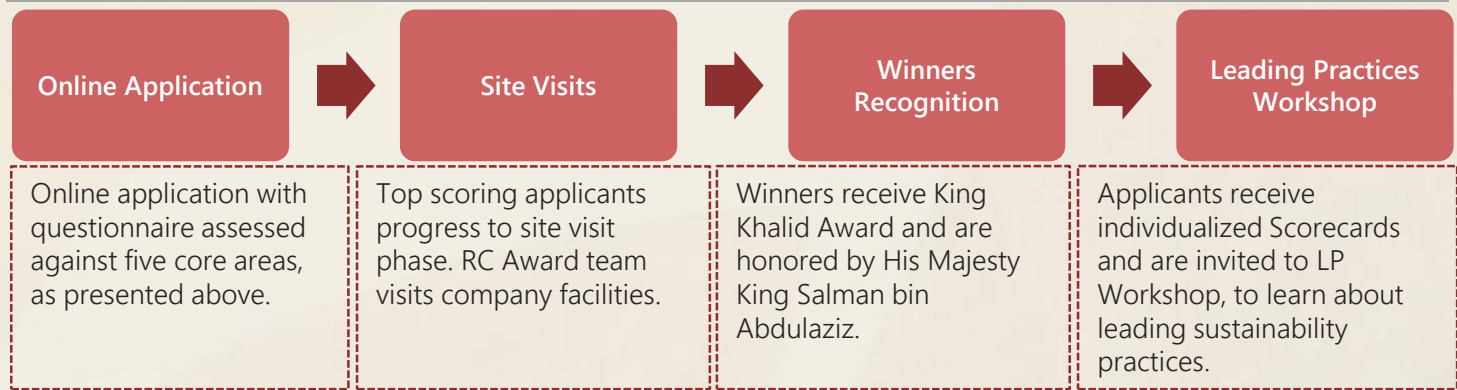 Online Application
Site Visits
Winners
Recognition
Leading Practices
Workshop
Online application with
questionnaire assessed
against five core areas,
as presented above.
Top scoring applicants
progress to site visit
phase. RC Award team
visits company facilities.
Winners receive King
Khalid Award and are
honored by His Majesty
King Salman bin
Abdulaziz.
Applicants receive
individualized Scorecards
and are invited to LP
Workshop, to learn about
leading sustainability
practices.